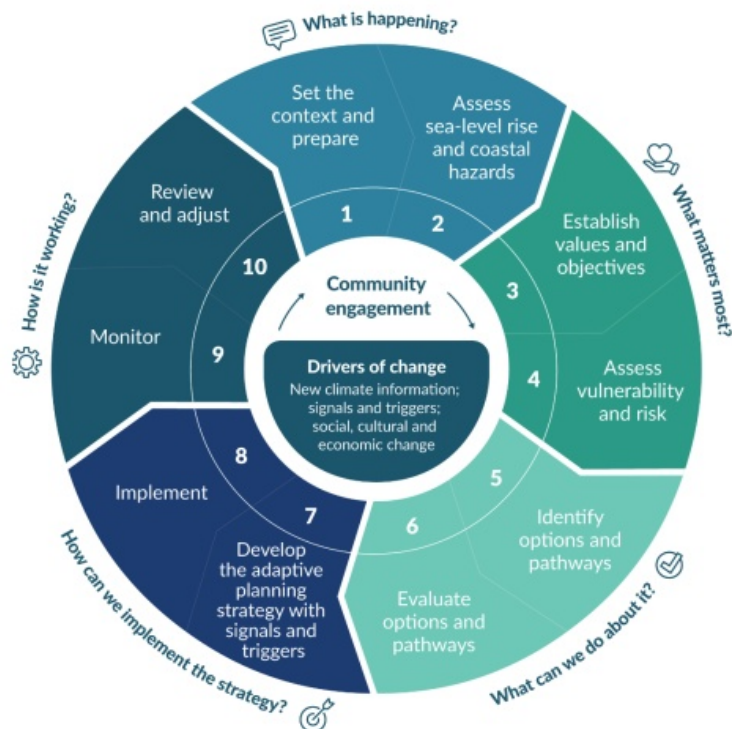 What is happening?
Set the
context and
prepare
1
Assess
sea-level rise
and coastal
hazards
2
What matters most?
Establish
values and
objectives
3
Assess
vulnerability
and risk
4
What can we do about it?
Identify
options and
pathways
5
Evaluate
options and
pathways
6
How can we implement the strategy?
Develop
the adaptive
planning
strategy with
signals and
triggers
7
Implement
8
How is it working?
Monitor
9
Review
and adjust
10
Community
engagement
Drivers of change
New climate information;
signals and triggers;
social, cultural and
economic change